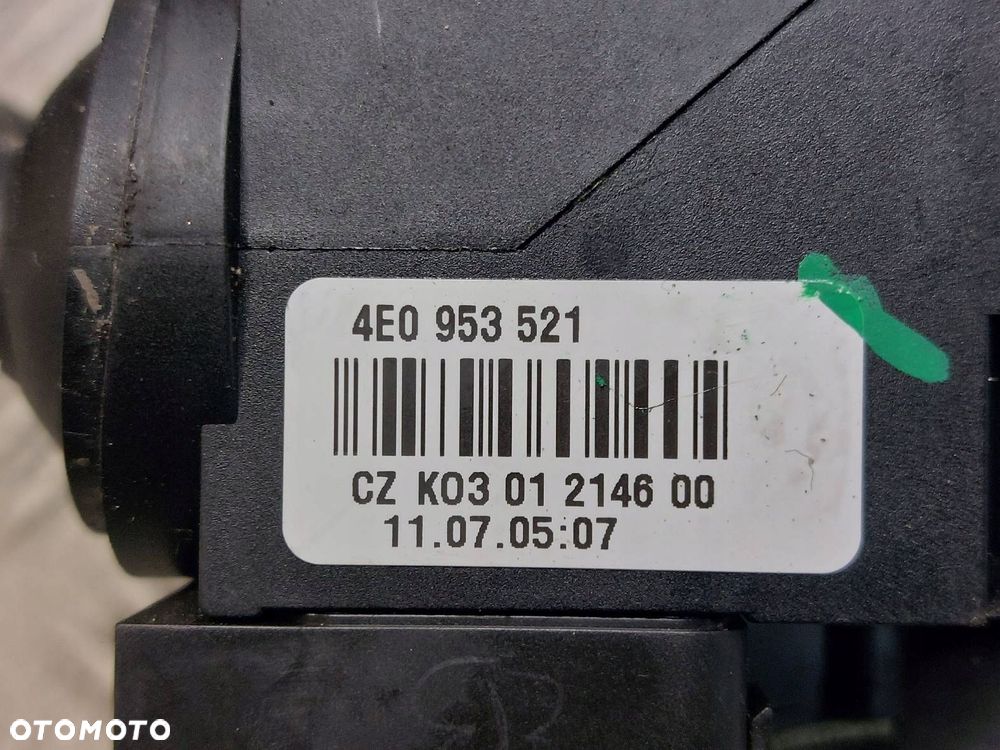 4E0 953 521
CZ K03 01 2146 00
11.07.05:07
OTOMOTO